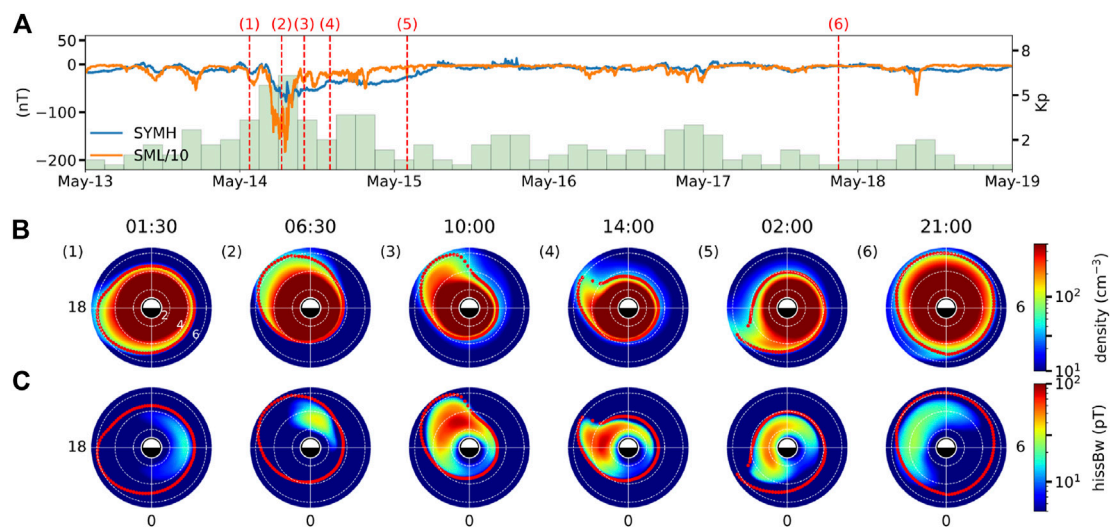 A
(1) (2) (3) (4) (5) (6)
50
0
−100
−200
(nT)
8
5
2
Kp
SYMH
SML/10
May-13 May-14 May-15 May-16 May-17 May-18 May-19
B
01:30 06:30 10:00 14:00 02:00 21:00
(1) (2) (3) (4) (5) (6)
18
2
4
6
6
10²
10¹
density (cm⁻³)
C
18
6
10²
10¹
hissBw (pT)
0 0 0 0 0 0